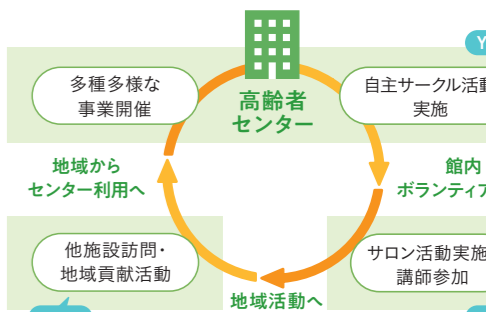 多種多様な
事業開催
高齢者
センター
自主サークル活動
実施
地域から
センター利用へ
館内
ボランティア
他施設訪問・
地域貢献活動
サロン活動実施
講師参加
地域活動へ